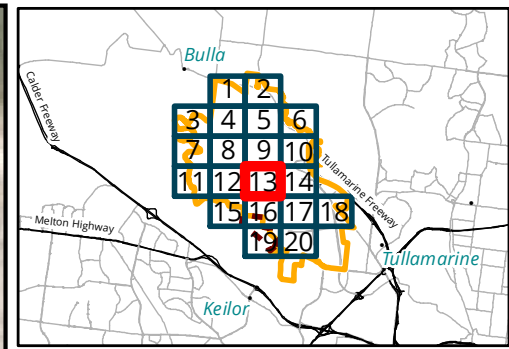 Bulla
1 2
3 4 5 6
Calder Freeway
7 8 9 10
Tullamarine Freeway
11 12 13 14
15 16 17 18
Melton Highway
19 20
Tullamarine
Keilor